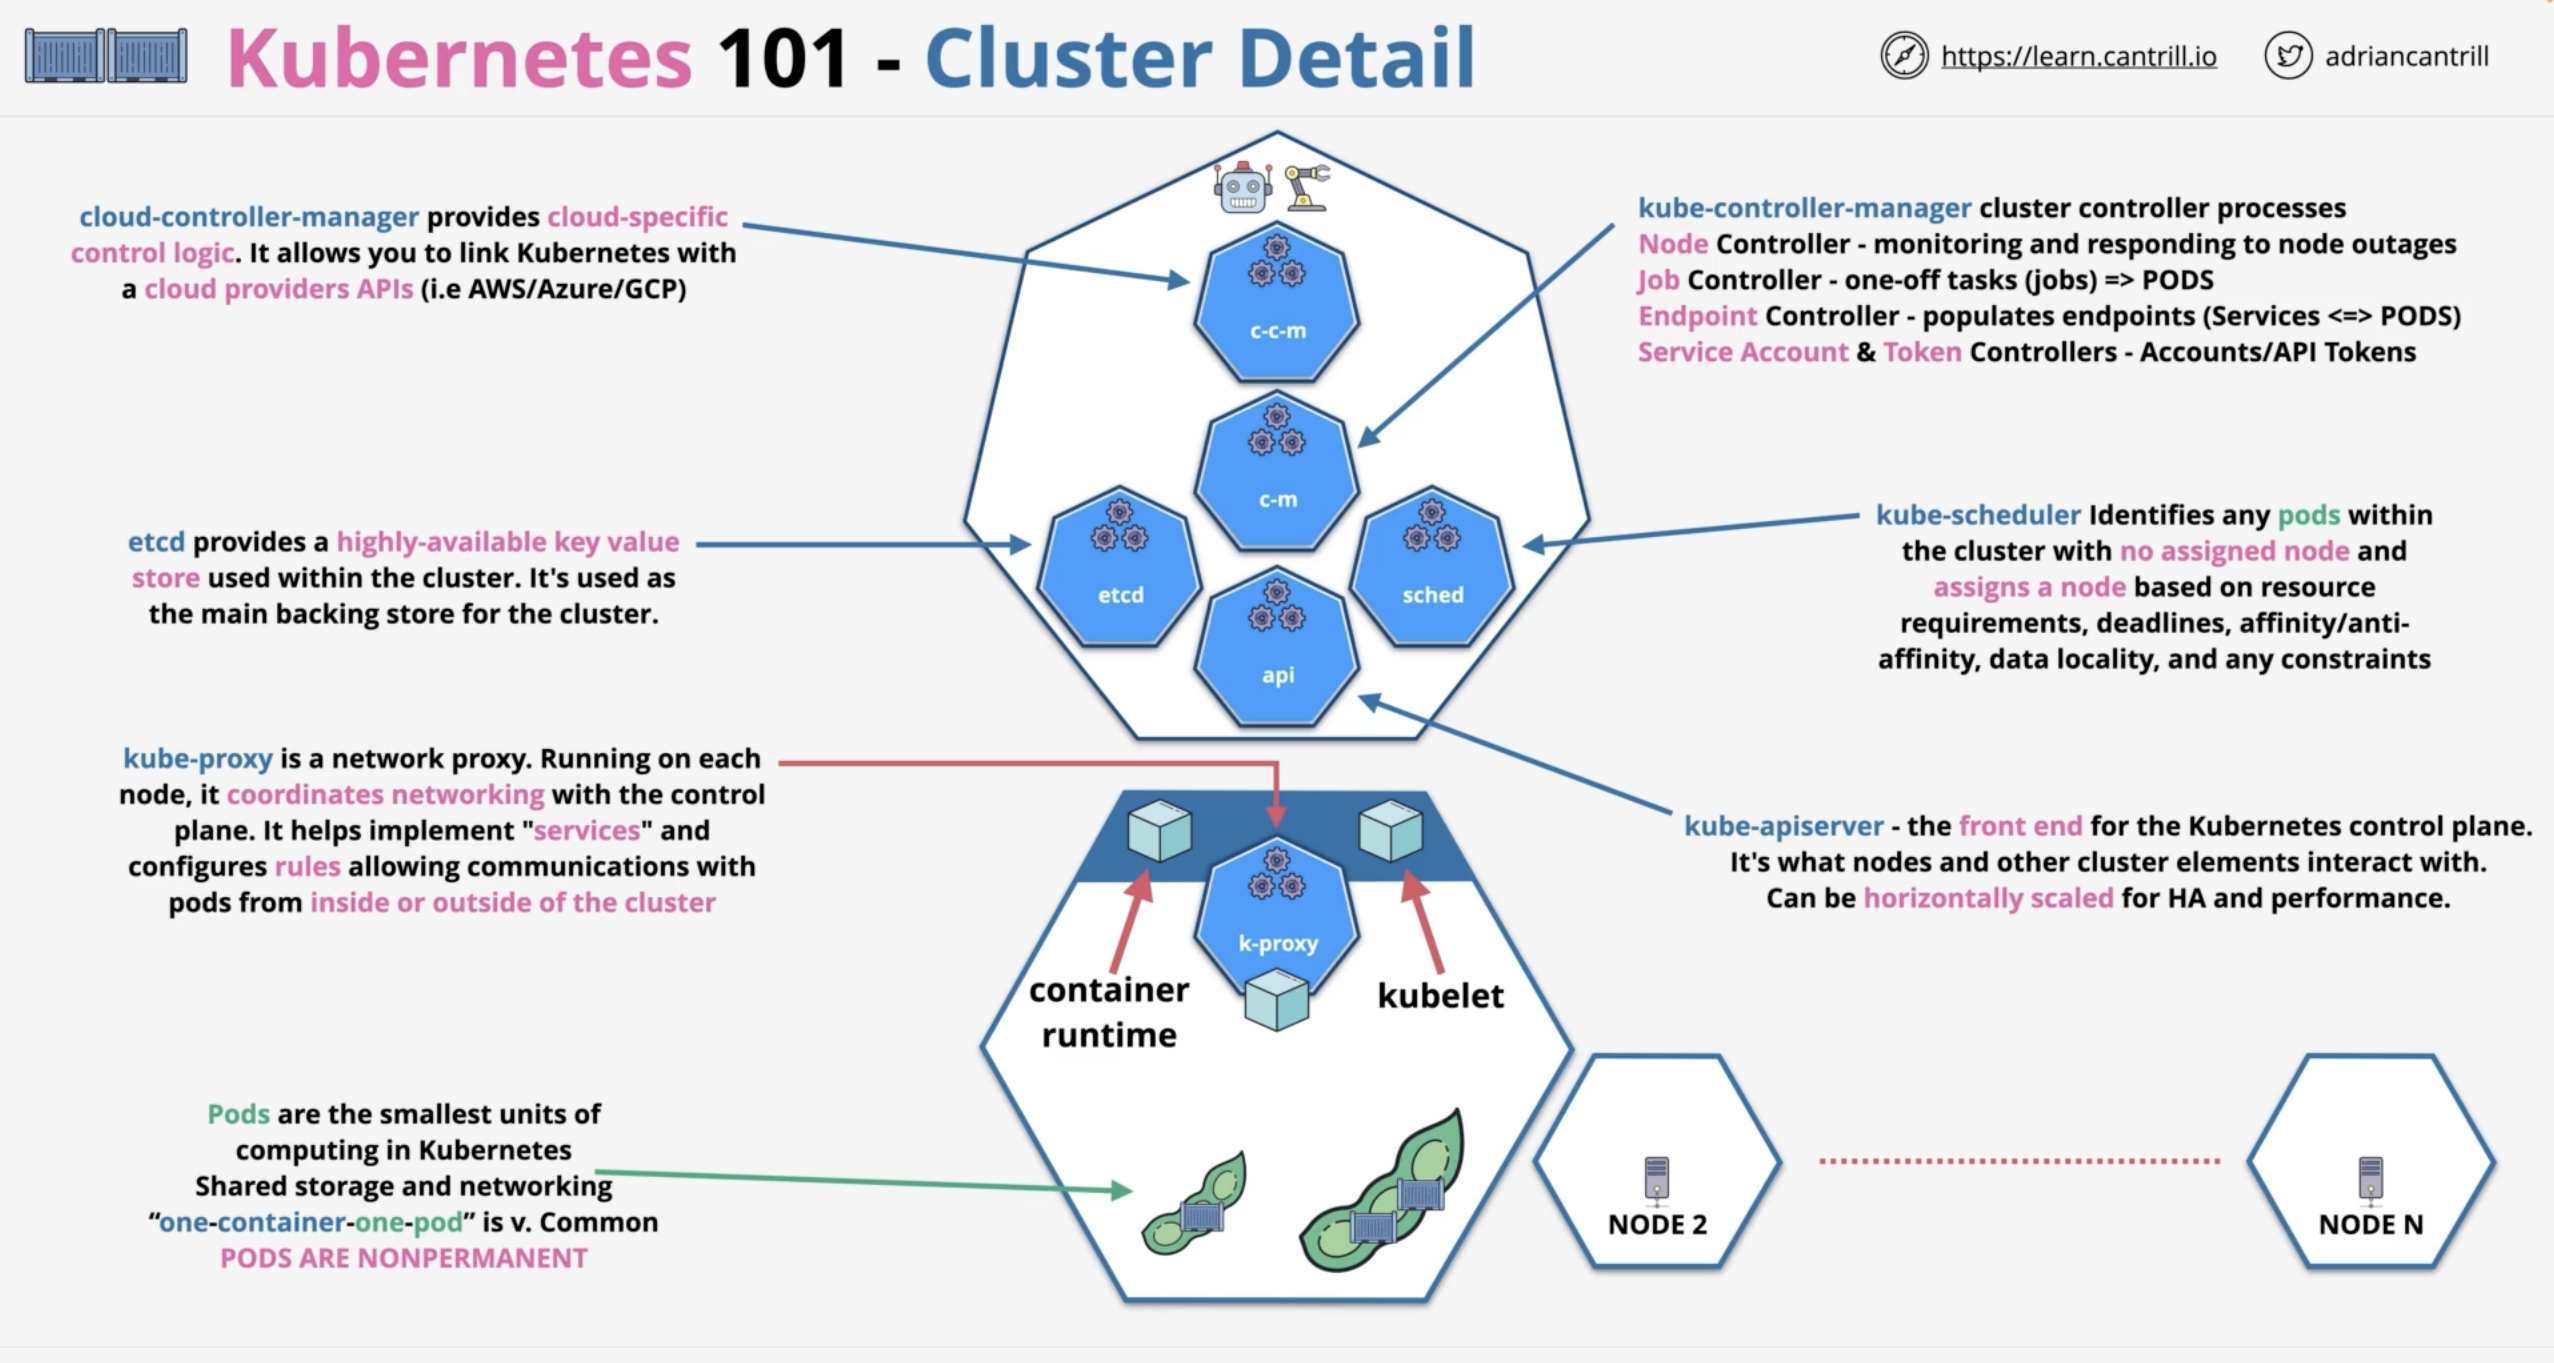 Kubernetes 101 - Cluster Detail
https://learn.cantrill.io
adriancantrill
cloud-controller-manager provides cloud-specific
control logic. It allows you to link Kubernetes with
a cloud providers APIs (i.e AWS/Azure/GCP)
kube-controller-manager cluster controller processes
Node Controller - monitoring and responding to node outages
Job Controller - one-off tasks (jobs) => PODS
Endpoint Controller - populates endpoints (Services <=> PODS)
Service Account & Token Controllers - Accounts/API Tokens
c-c-m
c-m
etcd provides a highly-available key value
store used within the cluster. It's used as
the main backing store for the cluster.
etcd
sched
api
kube-scheduler Identifies any pods within
the cluster with no assigned node and
assigns a node based on resource
requirements, deadlines, affinity/anti-
affinity, data locality, and any constraints
kube-proxy is a network proxy. Running on each
node, it coordinates networking with the control
plane. It helps implement "services" and
configures rules allowing communications with
pods from inside or outside of the cluster
kube-apiserver - the front end for the Kubernetes control plane.
It's what nodes and other cluster elements interact with.
Can be horizontally scaled for HA and performance.
k-proxy
container
runtime
kubelet
Pods are the smallest units of
computing in Kubernetes
Shared storage and networking
“one-container-one-pod” is v. Common
PODS ARE NONPERMANENT
NODE 2
NODE N